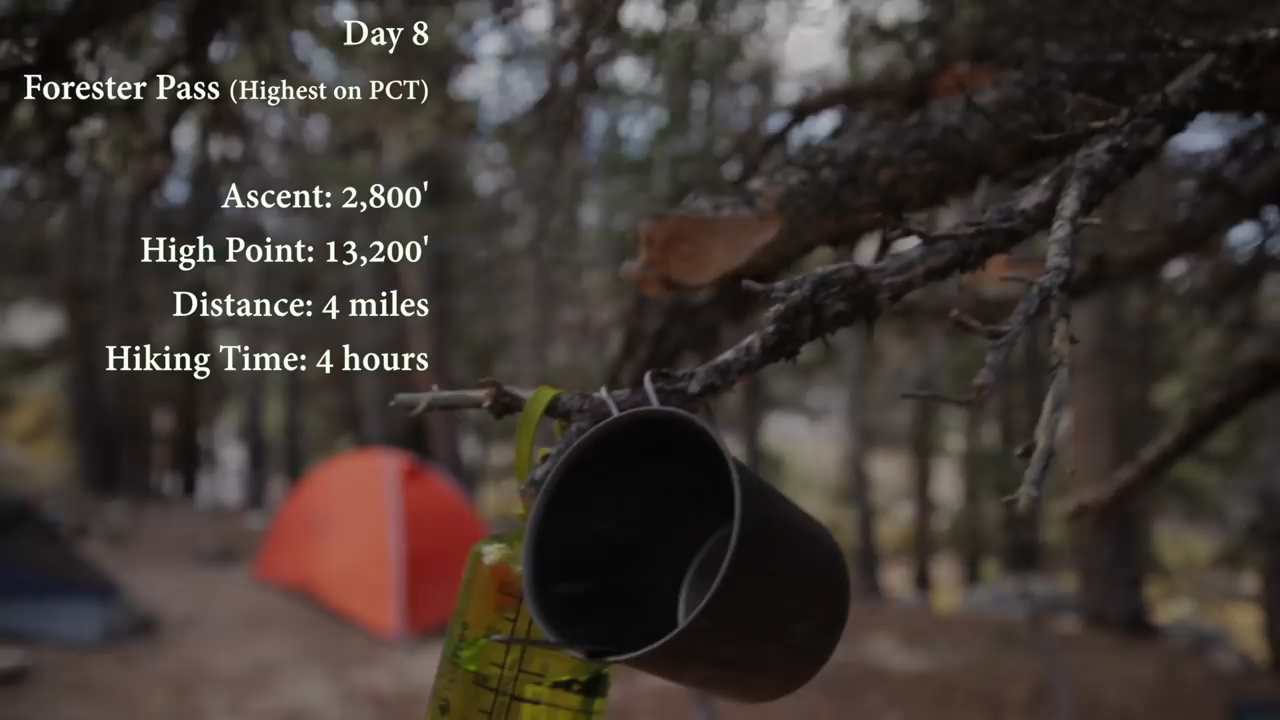 Day 8
Forester Pass (Highest on PCT)
Ascent: 2,800'
High Point: 13,200'
Distance: 4 miles
Hiking Time: 4 hours